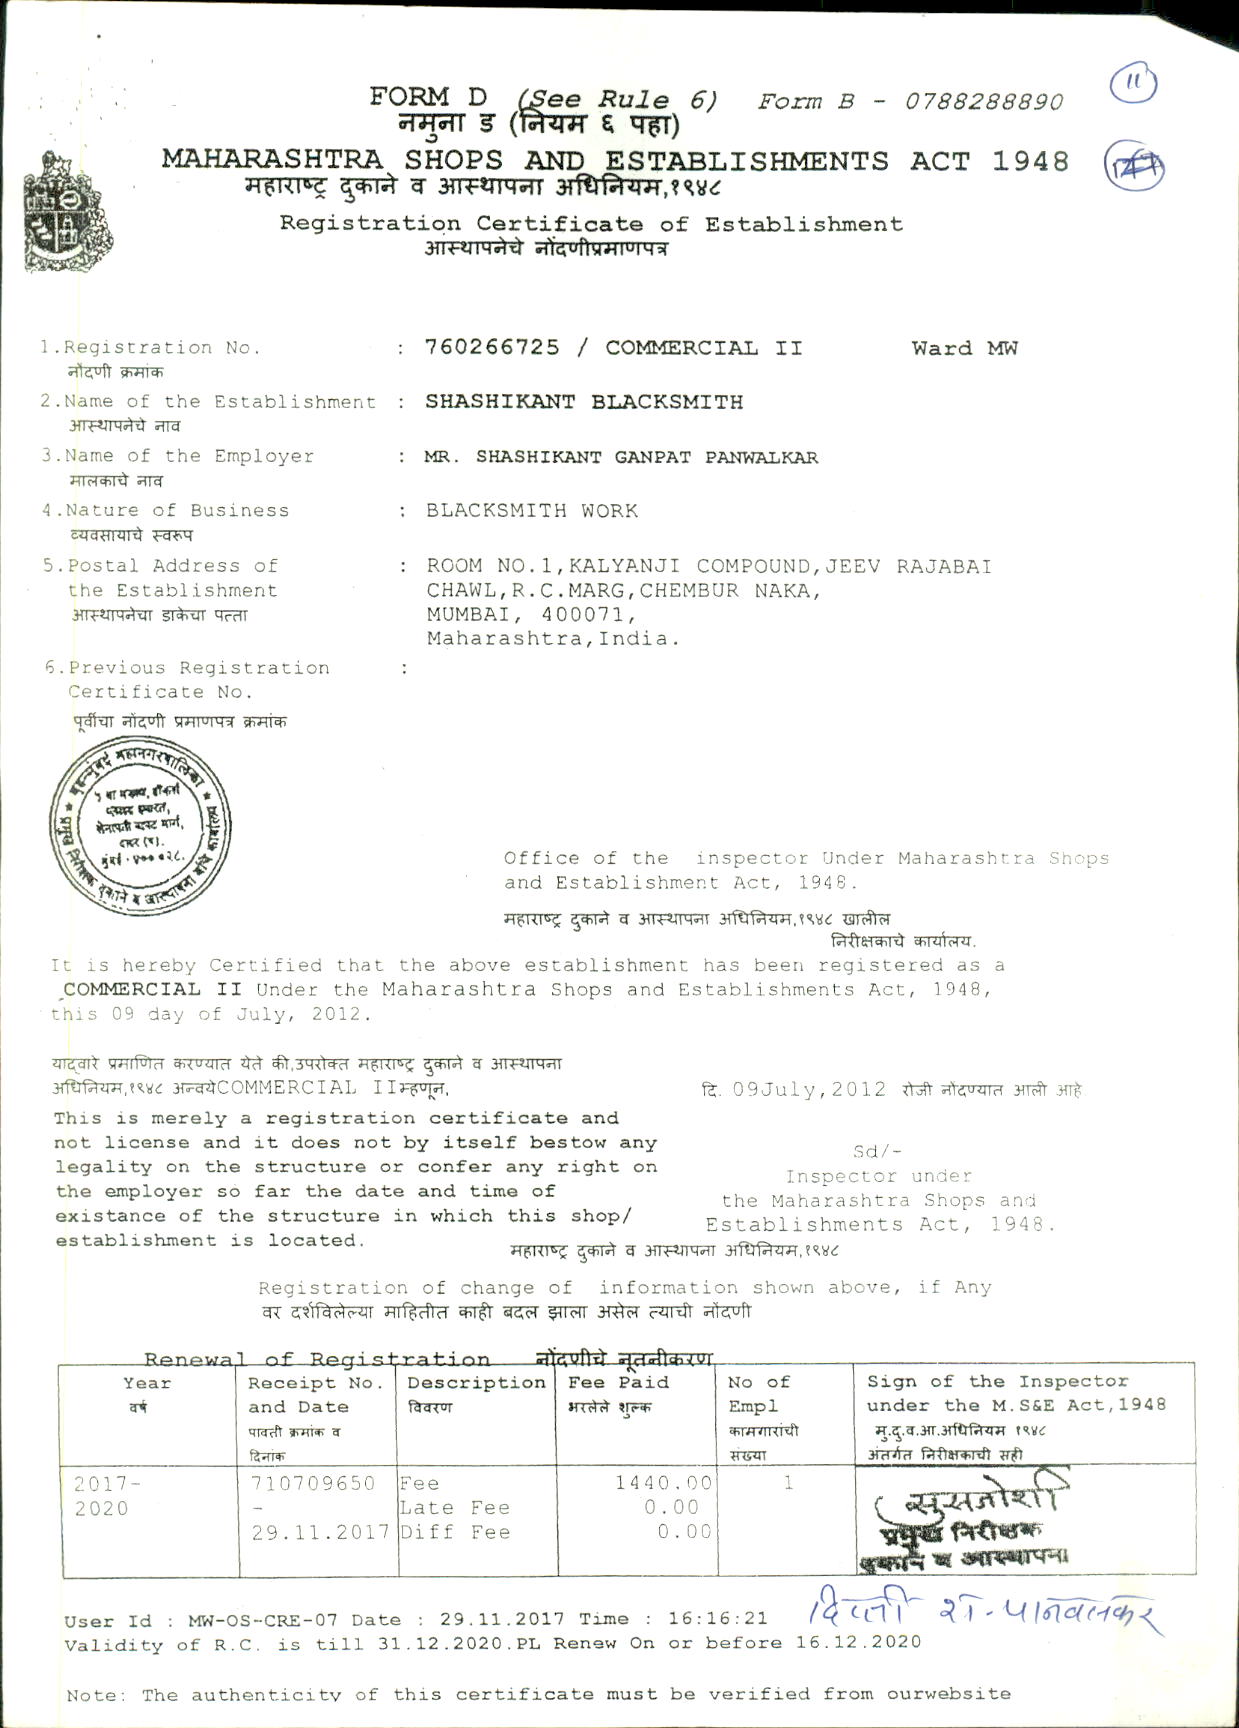 11
FORM D (See Rule 6) Form B - 0788288890
नमुना ड (नियम ६ पहा)
MAHARASHTRA SHOPS AND ESTABLISHMENTS ACT 1948
महाराष्ट्र दुकाने व आस्थापना अधिनियम,१९४८
Registration Certificate of Establishment
आस्थापनेचे नोंदणीप्रमाणपत्र
1.Registration No. : 760266725 / COMMERCIAL II Ward MW
नोंदणी क्रमांक
2.Name of the Establishment : SHASHIKANT BLACKSMITH
आस्थापनेचे नाव
3.Name of the Employer : MR. SHASHIKANT GANPAT PANWALKAR
मालकाचे नाव
4.Nature of Business : BLACKSMITH WORK
व्यवसायाचे स्वरूप
5.Postal Address of : ROOM NO.1,KALYANJI COMPOUND,JEEV RAJABAI
the Establishment CHAWL,R.C.MARG,CHEMBUR NAKA,
आस्थापनेचा डाकेचा पत्ता MUMBAI, 400071,
Maharashtra,India.
6.Previous Registration :
Certificate No.
पूर्वीचा नोंदणी प्रमाणपत्र क्रमांक
बृहन्मुंबई महानगरपालिका
प्रमुख निरीक्षक दुकाने व आस्थापना यांचे कार्यालय
Office of the inspector Under Maharashtra Shops
and Establishment Act, 1948.
महाराष्ट्र दुकाने व आस्थापना अधिनियम,१९४८ खालील
निरीक्षकाचे कार्यालय.
It is hereby Certified that the above establishment has been registered as a
COMMERCIAL II Under the Maharashtra Shops and Establishments Act, 1948,
this 09 day of July, 2012.
याद्वारे प्रमाणित करण्यात येते की,उपरोक्त महाराष्ट्र दुकाने व आस्थापना
अधिनियम,१९४८ अन्वयेCOMMERCIAL IIम्हणून, दि. 09July,2012 रोजी नोंदण्यात आली आहे
This is merely a registration certificate and
not license and it does not by itself bestow any
legality on the structure or confer any right on
the employer so far the date and time of
existance of the structure in which this shop/
establishment is located.
Sd/-
Inspector under
the Maharashtra Shops and
Establishments Act, 1948.
महाराष्ट्र दुकाने व आस्थापना अधिनियम,१९४८
Registration of change of information shown above, if Any
वर दर्शविलेल्या माहितीत काही बदल झाला असेल त्याची नोंदणी
Renewal of Registration नोंदणीचे नूतनीकरण
Year Receipt No. Description Fee Paid No of Sign of the Inspector
वर्ष and Date विवरण भरलेले शुल्क Empl under the M.S&E Act,1948
पावती क्रमांक व कामगारांची मु.दु.व.आ.अधिनियम १९४८
दिनांक संख्या अंतर्गत निरीक्षकाची सही
2017- 710709650 Fee 1440.00 1
2020 - Late Fee 0.00
29.11.2017 Diff Fee 0.00
प्रमुख निरीक्षक
दुकाने व आस्थापना
दिप्ती श. पानवलकर
User Id : MW-OS-CRE-07 Date : 29.11.2017 Time : 16:16:21
Validity of R.C. is till 31.12.2020.PL Renew On or before 16.12.2020
Note: The authenticity of this certificate must be verified from ourwebsite